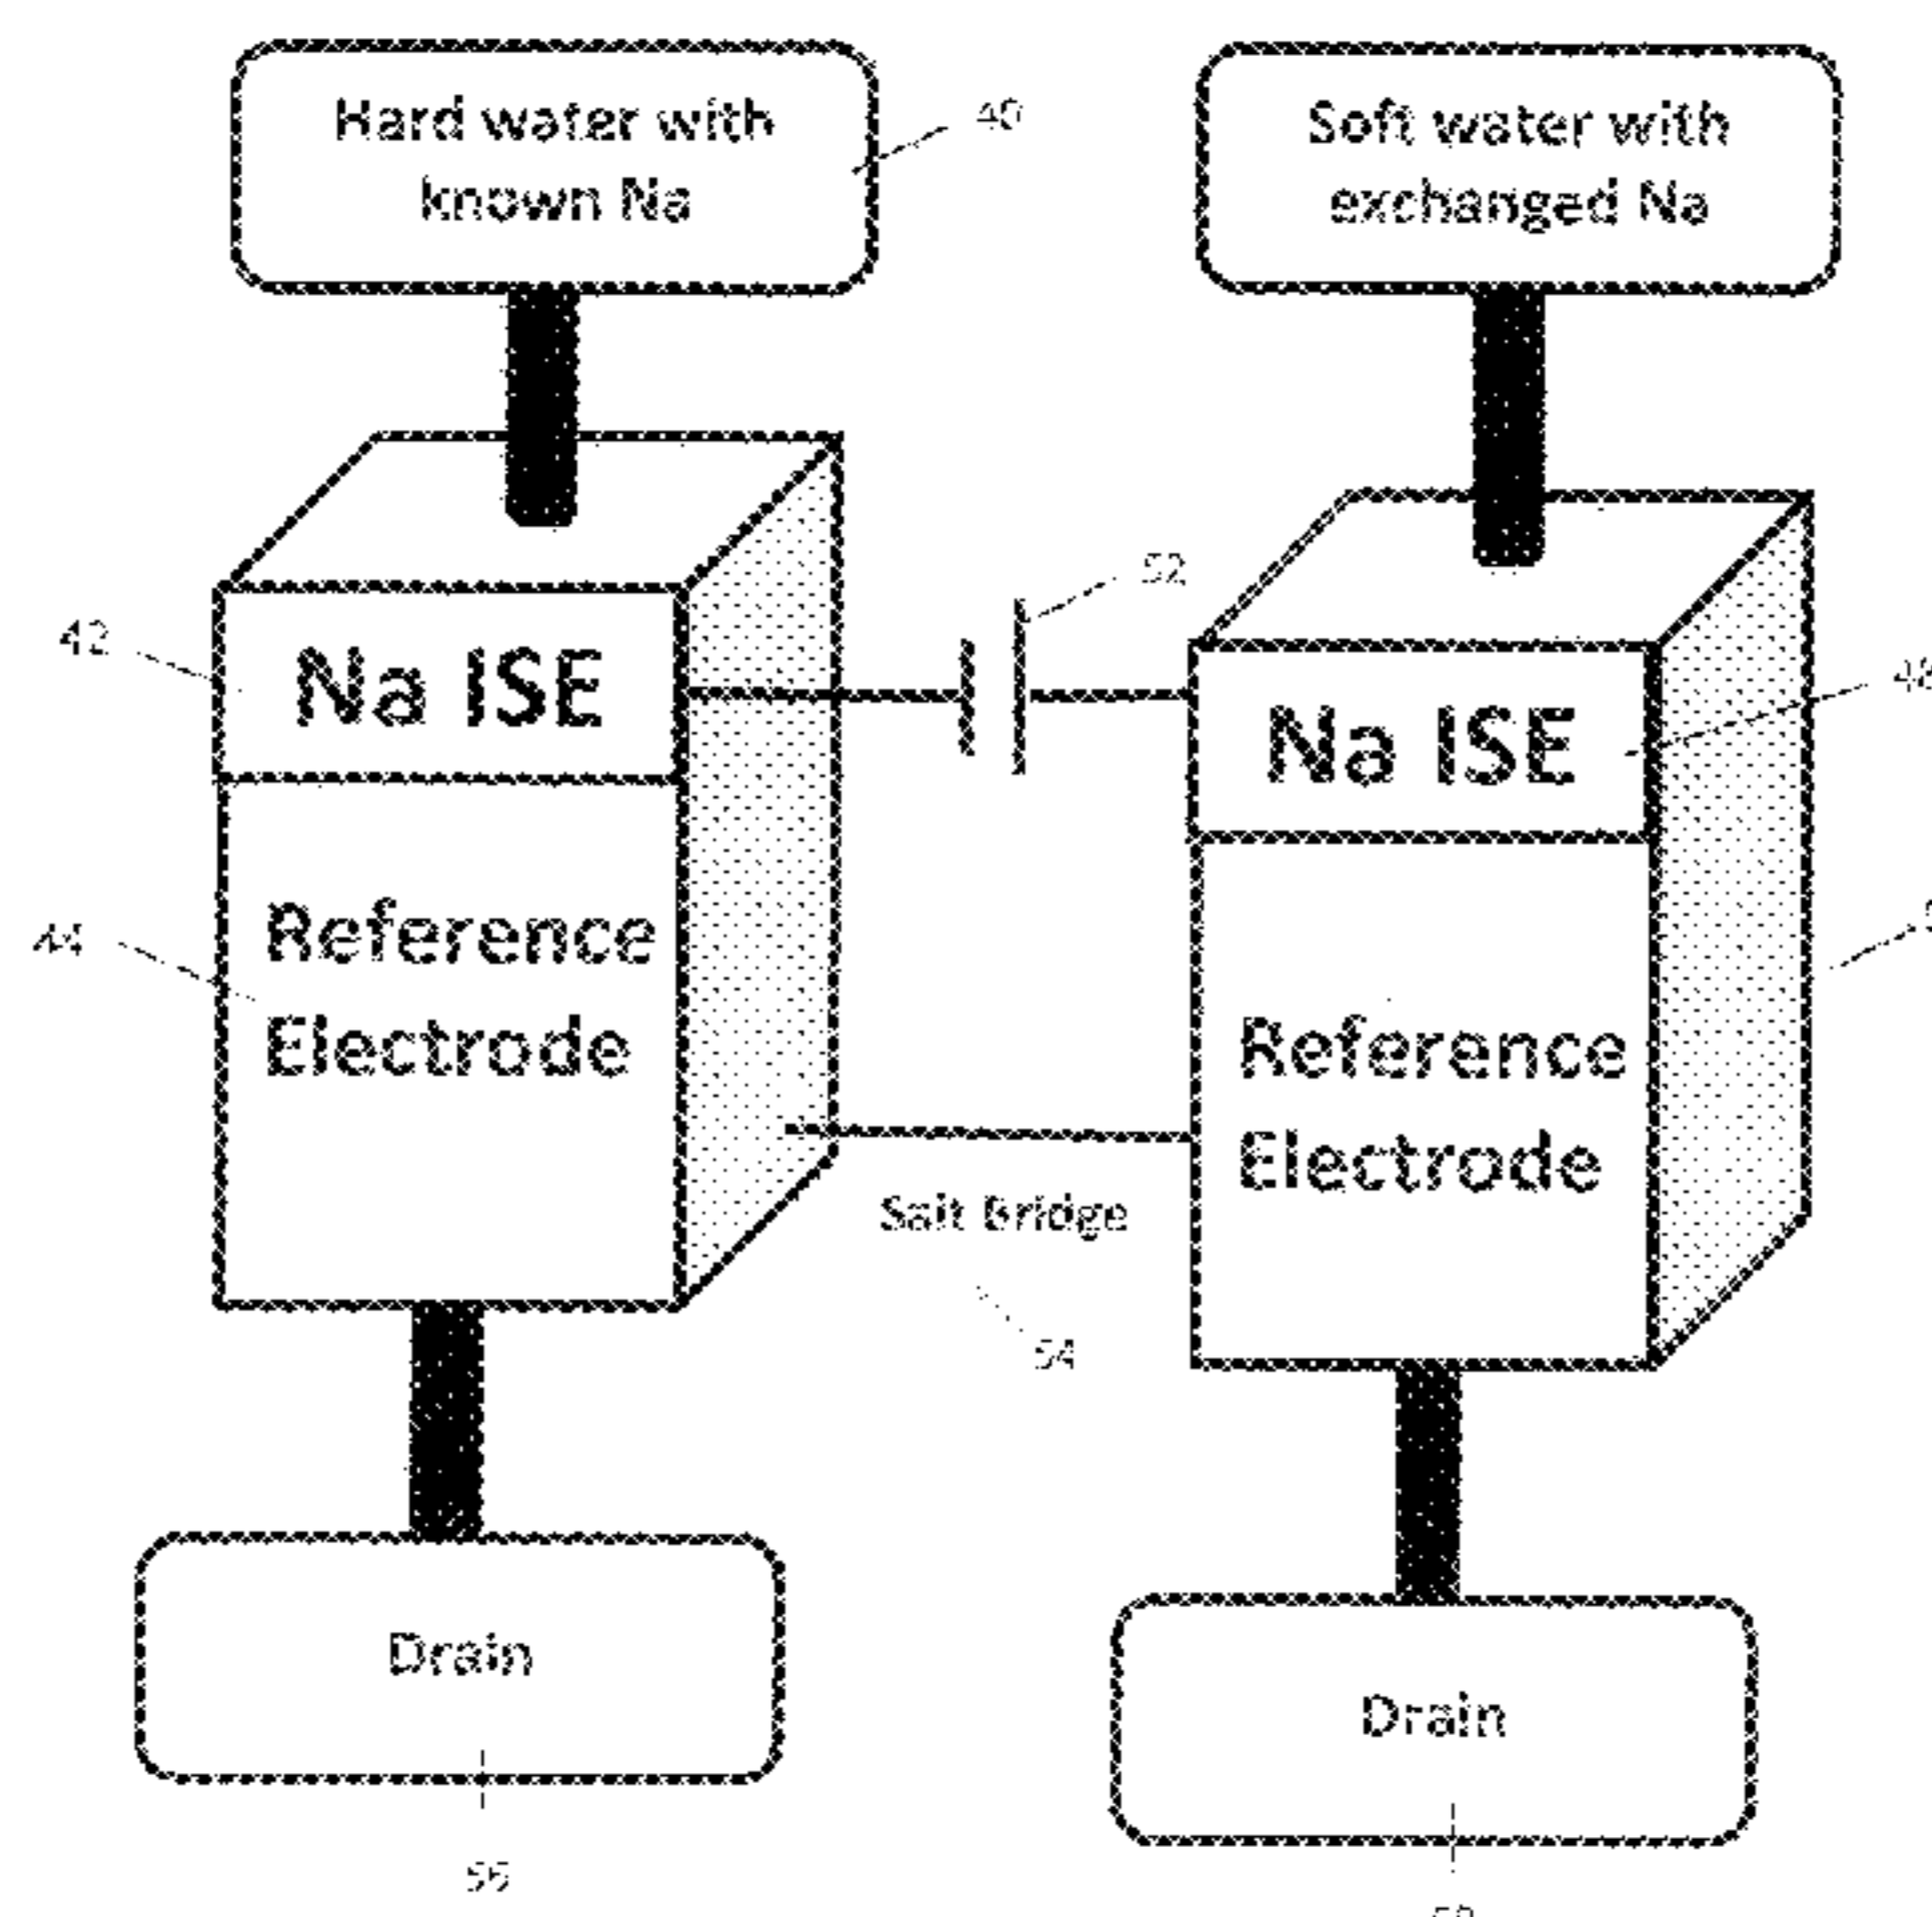 Hard water with
known Na
40
Soft water with
exchanged Na
52
42
Na ISE
Na ISE
44
Reference
Electrode
Reference
Electrode
Salt Bridge
54
Drain
Drain
56